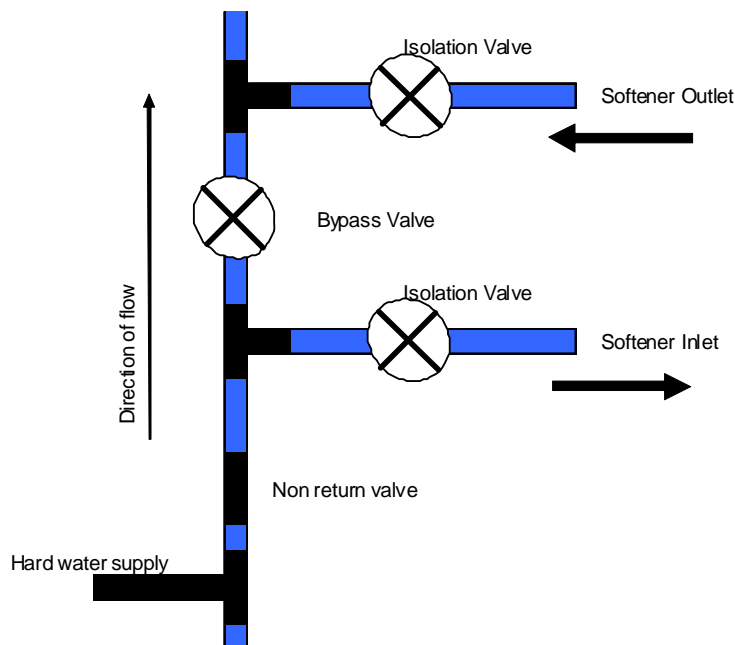 Isolation Valve
Softener Outlet
Bypass Valve
Isolation Valve
Direction of flow
Softener Inlet
Non return valve
Hard water supply